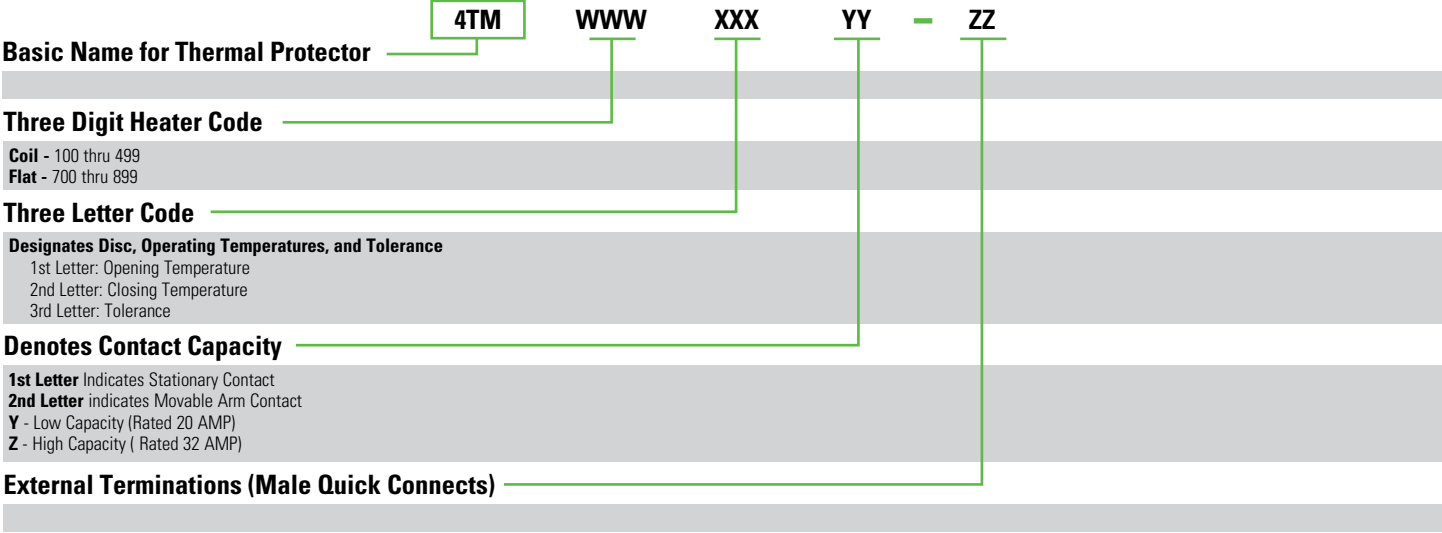 4TM WWW XXX YY - ZZ
Basic Name for Thermal Protector
Three Digit Heater Code
Coil - 100 thru 499
Flat - 700 thru 899
Three Letter Code
Designates Disc, Operating Temperatures, and Tolerance
1st Letter: Opening Temperature
2nd Letter: Closing Temperature
3rd Letter: Tolerance
Denotes Contact Capacity
1st Letter Indicates Stationary Contact
2nd Letter indicates Movable Arm Contact
Y - Low Capacity (Rated 20 AMP)
Z - High Capacity ( Rated 32 AMP)
External Terminations (Male Quick Connects)